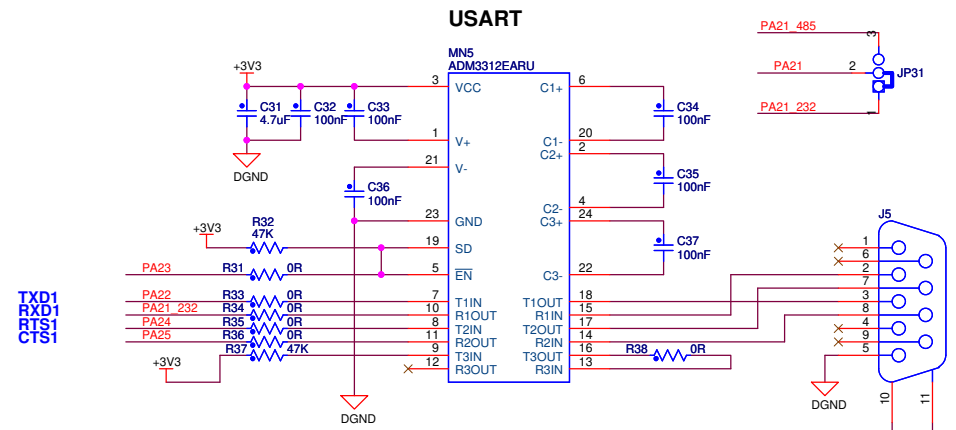 USART
PA21_485
3
MN5
ADM3312EARU
+3V3
PA21
2
JP31
3
VCC
C1+
6
C31
4.7uF
C32
100nF
C33
100nF
C34
100nF
PA21_232
1
1
V+
C1-
20
C2+
2
21
V-
DGND
C35
100nF
C36
100nF
C2-
4
23
GND
C3+
24
J5
+3V3
R32
47K
19
SD
C37
100nF
1
6
PA23
R31
0R
5
EN
C3-
22
2
7
TXD1
PA22
R33
0R
7
T1IN
T1OUT
18
3
RXD1
PA21_232
R34
0R
10
R1OUT
R1IN
15
8
RTS1
PA24
R35
0R
8
T2IN
T2OUT
17
4
CTS1
PA25
R36
0R
11
R2OUT
R2IN
14
9
+3V3
R37
47K
9
T3IN
T3OUT
16
R38
0R
5
12
R3OUT
R3IN
13
DGND
DGND
10
11